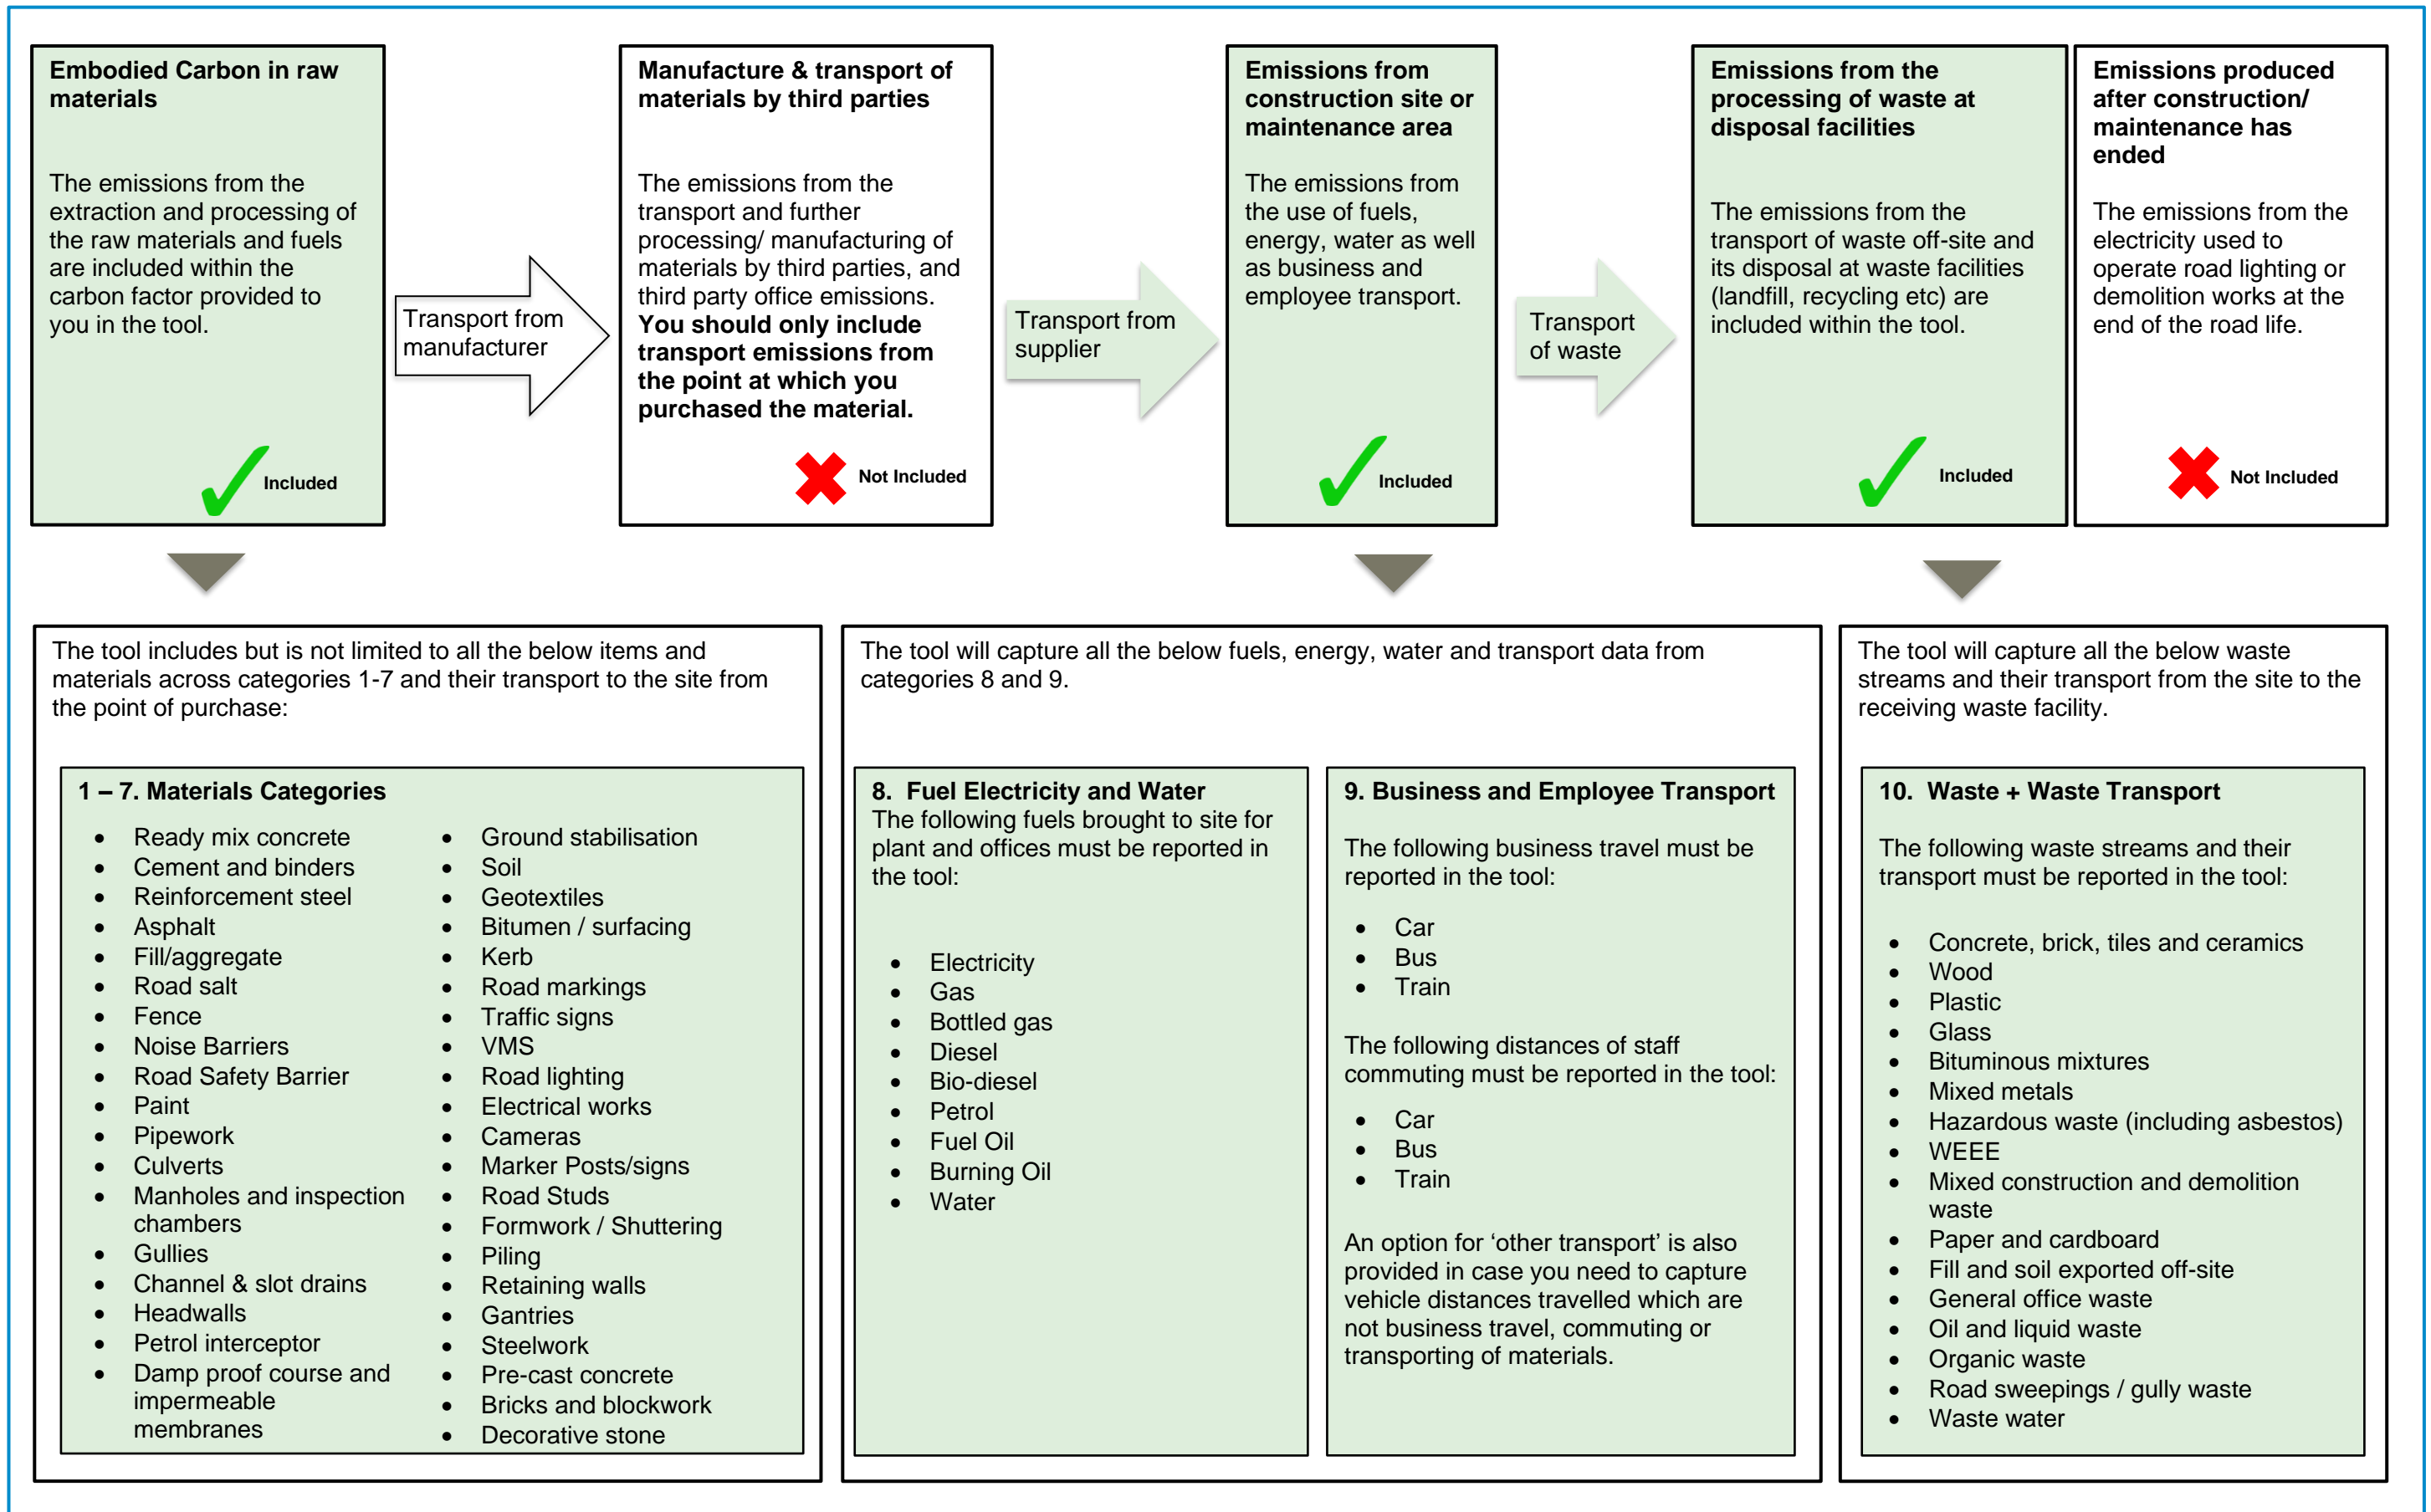 Embodied Carbon in raw
materials
The emissions from the
extraction and processing of
the raw materials and fuels
are included within the
carbon factor provided to
you in the tool.
Included
Transport from
manufacturer
Manufacture & transport of
materials by third parties
The emissions from the
transport and further
processing/ manufacturing of
materials by third parties, and
third party office emissions.
You should only include
transport emissions from
the point at which you
purchased the material.
Not Included
Transport from
supplier
Emissions from
construction site or
maintenance area
The emissions from
the use of fuels,
energy, water as well
as business and
employee transport.
Included
Transport
of waste
Emissions from the
processing of waste at
disposal facilities
The emissions from the
transport of waste off-site and
its disposal at waste facilities
(landfill, recycling etc) are
included within the tool.
Included
Emissions produced
after construction/
maintenance has
ended
The emissions from the
electricity used to
operate road lighting or
demolition works at the
end of the road life.
Not Included
The tool includes but is not limited to all the below items and
materials across categories 1-7 and their transport to the site from
the point of purchase:
1 – 7. Materials Categories
• Ready mix concrete
• Cement and binders
• Reinforcement steel
• Asphalt
• Fill/aggregate
• Road salt
• Fence
• Noise Barriers
• Road Safety Barrier
• Paint
• Pipework
• Culverts
• Manholes and inspection
chambers
• Gullies
• Channel & slot drains
• Headwalls
• Petrol interceptor
• Damp proof course and
impermeable
membranes
• Ground stabilisation
• Soil
• Geotextiles
• Bitumen / surfacing
• Kerb
• Road markings
• Traffic signs
• VMS
• Road lighting
• Electrical works
• Cameras
• Marker Posts/signs
• Road Studs
• Formwork / Shuttering
• Piling
• Retaining walls
• Gantries
• Steelwork
• Pre-cast concrete
• Bricks and blockwork
• Decorative stone
The tool will capture all the below fuels, energy, water and transport data from
categories 8 and 9.
8. Fuel Electricity and Water
The following fuels brought to site for
plant and offices must be reported in
the tool:
• Electricity
• Gas
• Bottled gas
• Diesel
• Bio-diesel
• Petrol
• Fuel Oil
• Burning Oil
• Water
9. Business and Employee Transport
The following business travel must be
reported in the tool:
• Car
• Bus
• Train
The following distances of staff
commuting must be reported in the tool:
• Car
• Bus
• Train
An option for ‘other transport’ is also
provided in case you need to capture
vehicle distances travelled which are
not business travel, commuting or
transporting of materials.
The tool will capture all the below waste
streams and their transport from the site to the
receiving waste facility.
10. Waste + Waste Transport
The following waste streams and their
transport must be reported in the tool:
• Concrete, brick, tiles and ceramics
• Wood
• Plastic
• Glass
• Bituminous mixtures
• Mixed metals
• Hazardous waste (including asbestos)
• WEEE
• Mixed construction and demolition
waste
• Paper and cardboard
• Fill and soil exported off-site
• General office waste
• Oil and liquid waste
• Organic waste
• Road sweepings / gully waste
• Waste water